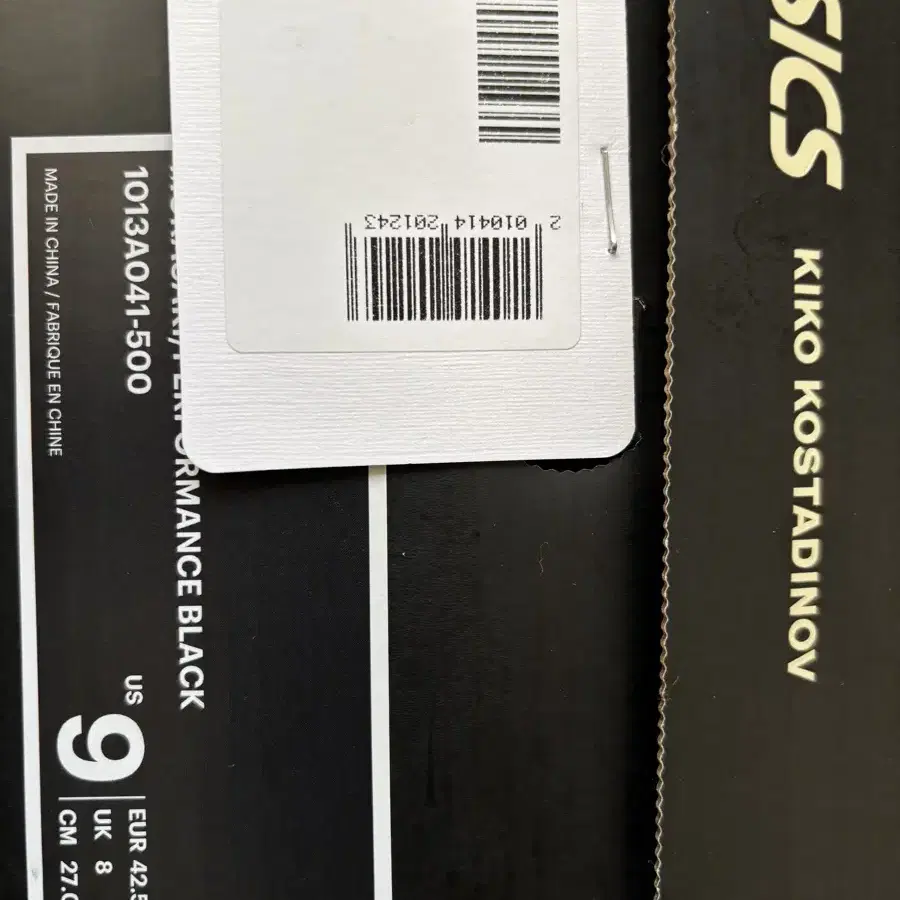 SICS
KIKO KOSTADINOV
2 010414 201243
RMANCE BLACK
1013A041-500
MADE IN CHINA / FABRIQUE EN CHINE
US
9
EUR 42.5
UK 8
CM 27.0